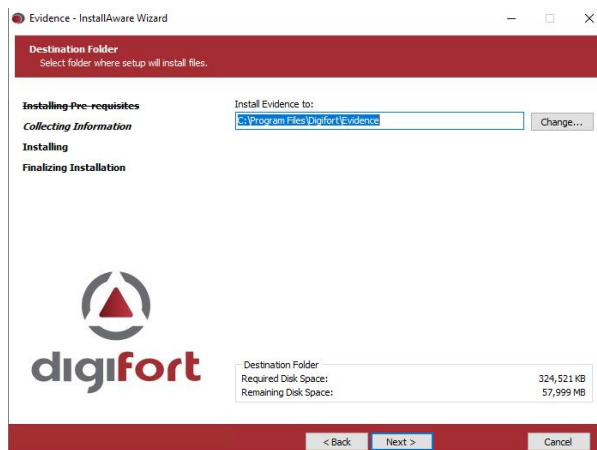 Evidence - InstallAware Wizard
Destination Folder
Select folder where setup will install files.
Installing Pre-requisites
Collecting Information
Installing
Finalizing Installation
Install Evidence to:
C:\Program Files\Digifort\Evidence
Change...
digifort
Destination Folder
Required Disk Space: 324,521 KB
Remaining Disk Space: 57,999 MB
< Back
Next >
Cancel